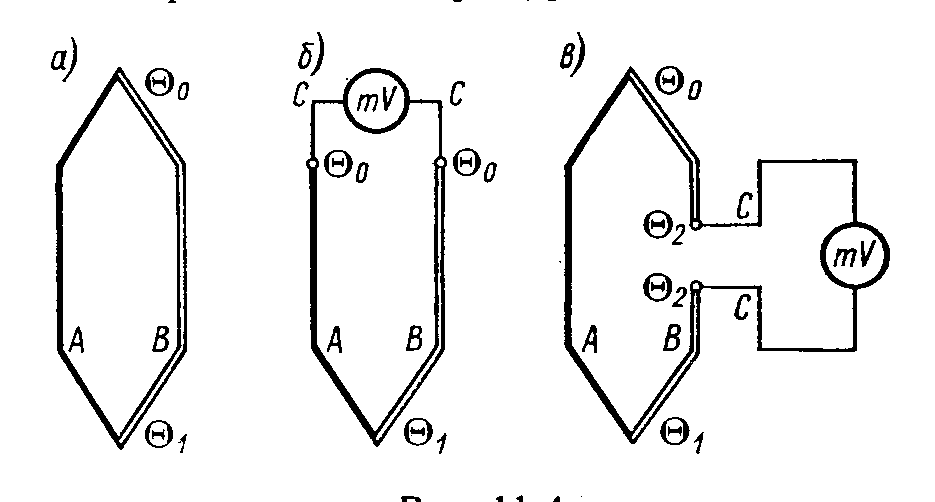 а) б) в)
Θ0 C mV C Θ0
Θ0 Θ0
Θ2 C mV
Θ2 C
A B A B A B
Θ1 Θ1 Θ1